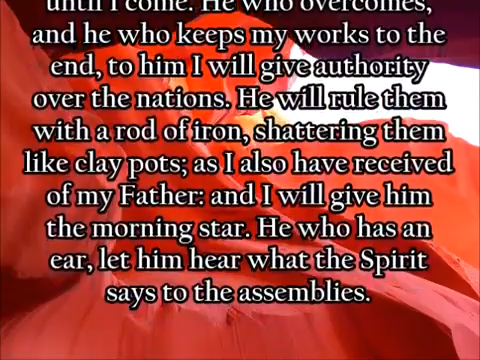 until I come. He who overcomes,
and he who keeps my works to the
end, to him I will give authority
over the nations. He will rule them
with a rod of iron, shattering them
like clay pots; as I also have received
of my Father: and I will give him
the morning star. He who has an
ear, let him hear what the Spirit
says to the assemblies.